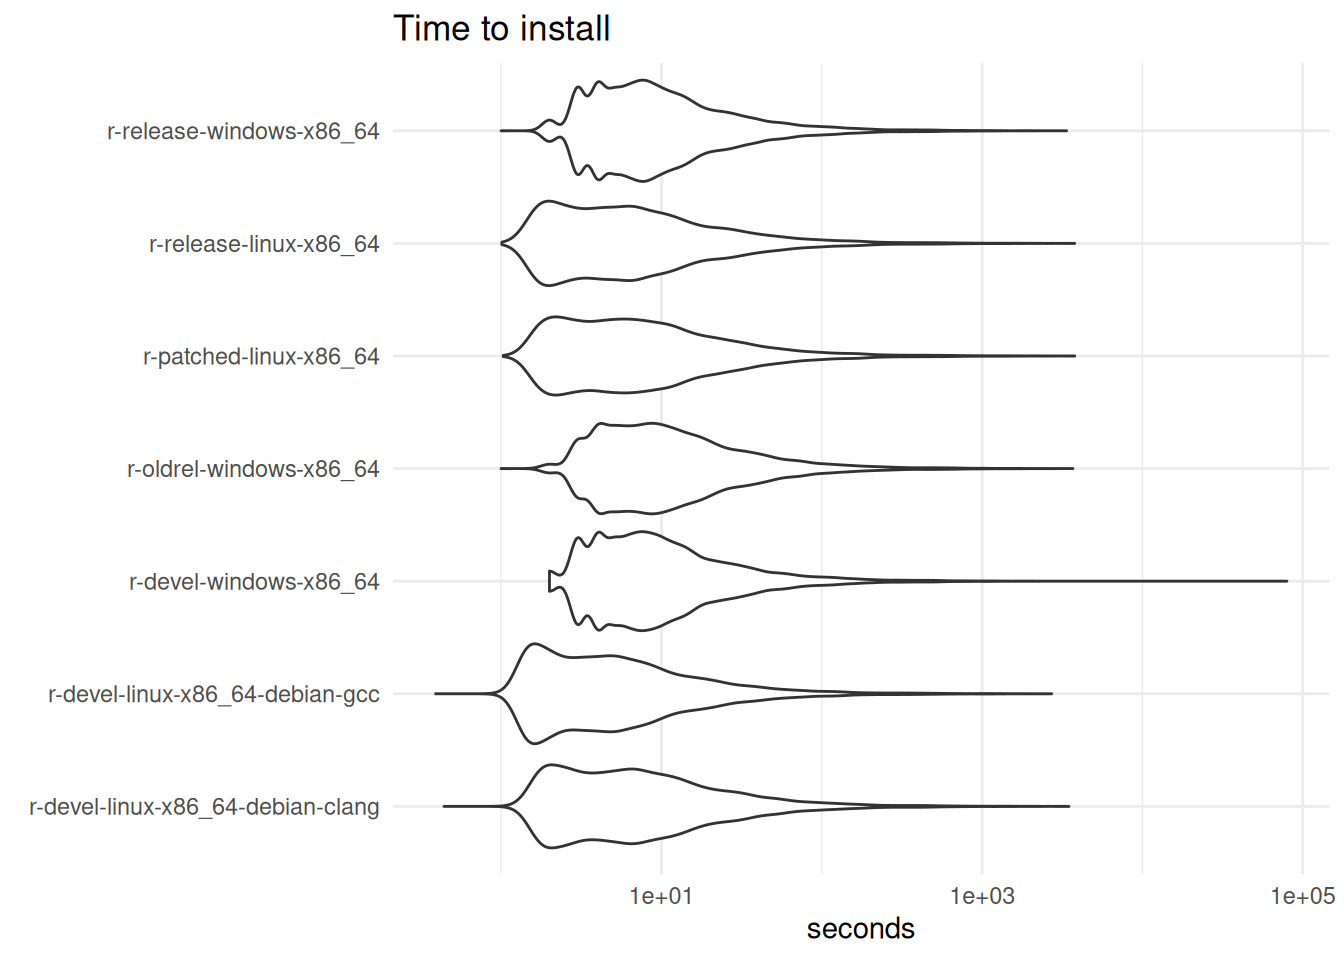 Time to install
r-release-windows-x86_64
r-release-linux-x86_64
r-patched-linux-x86_64
r-oldrel-windows-x86_64
r-devel-windows-x86_64
r-devel-linux-x86_64-debian-gcc
r-devel-linux-x86_64-debian-clang
1e+01 1e+03 1e+05
seconds